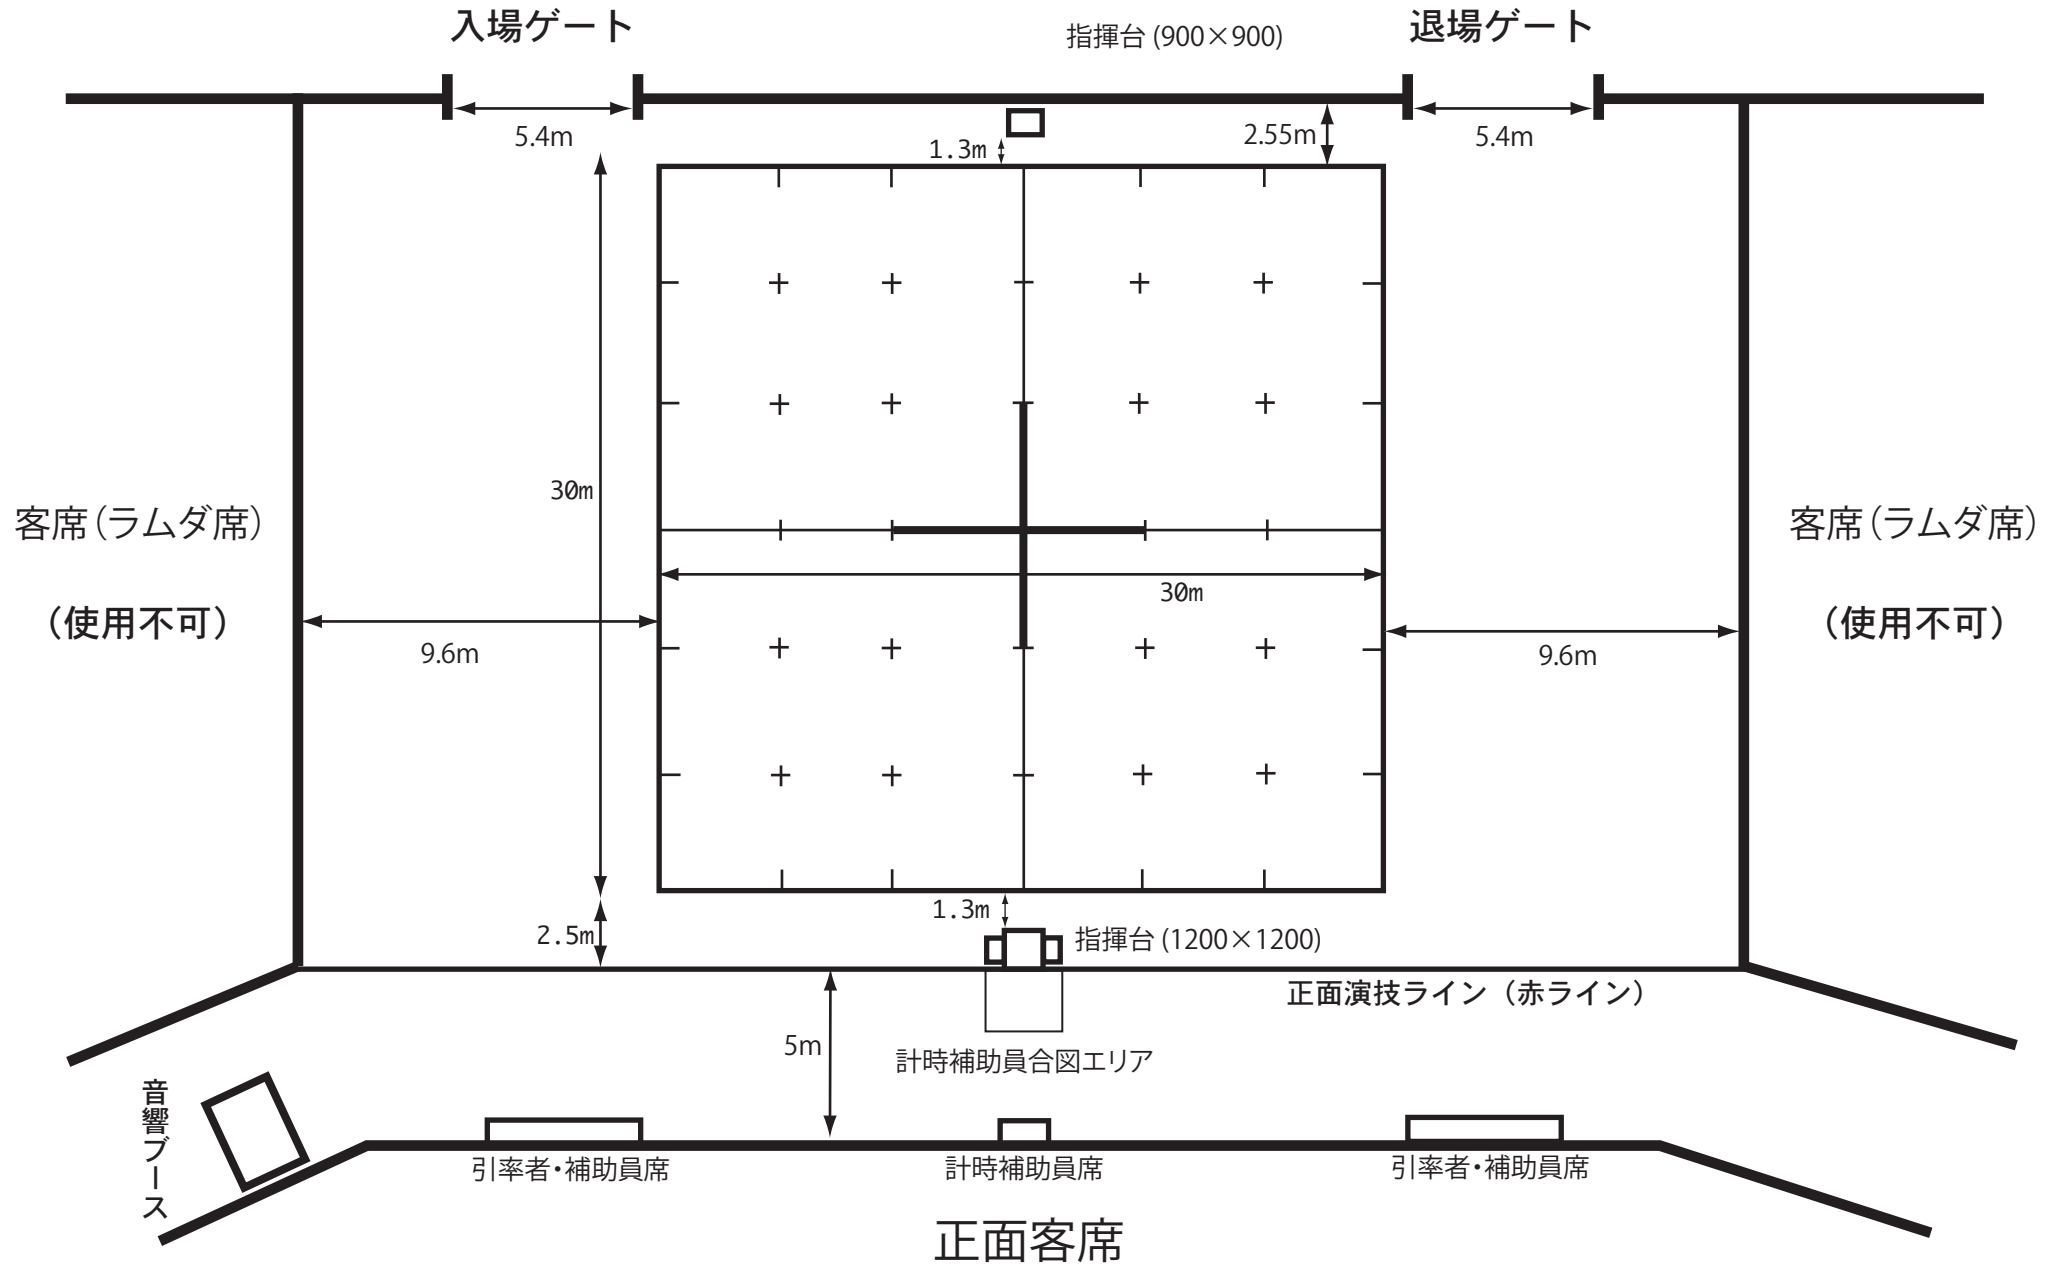 入場ゲート
指揮台 (900×900)
退場ゲート
5.4m
1.3m
2.55m
5.4m
30m
客席（ラムダ席）
（使用不可）
客席（ラムダ席）
（使用不可）
30m
9.6m
9.6m
1.3m
2.5m
指揮台 (1200×1200)
正面演技ライン（赤ライン）
5m
計時補助員合図エリア
音響ブース
引率者・補助員席
計時補助員席
引率者・補助員席
正面客席